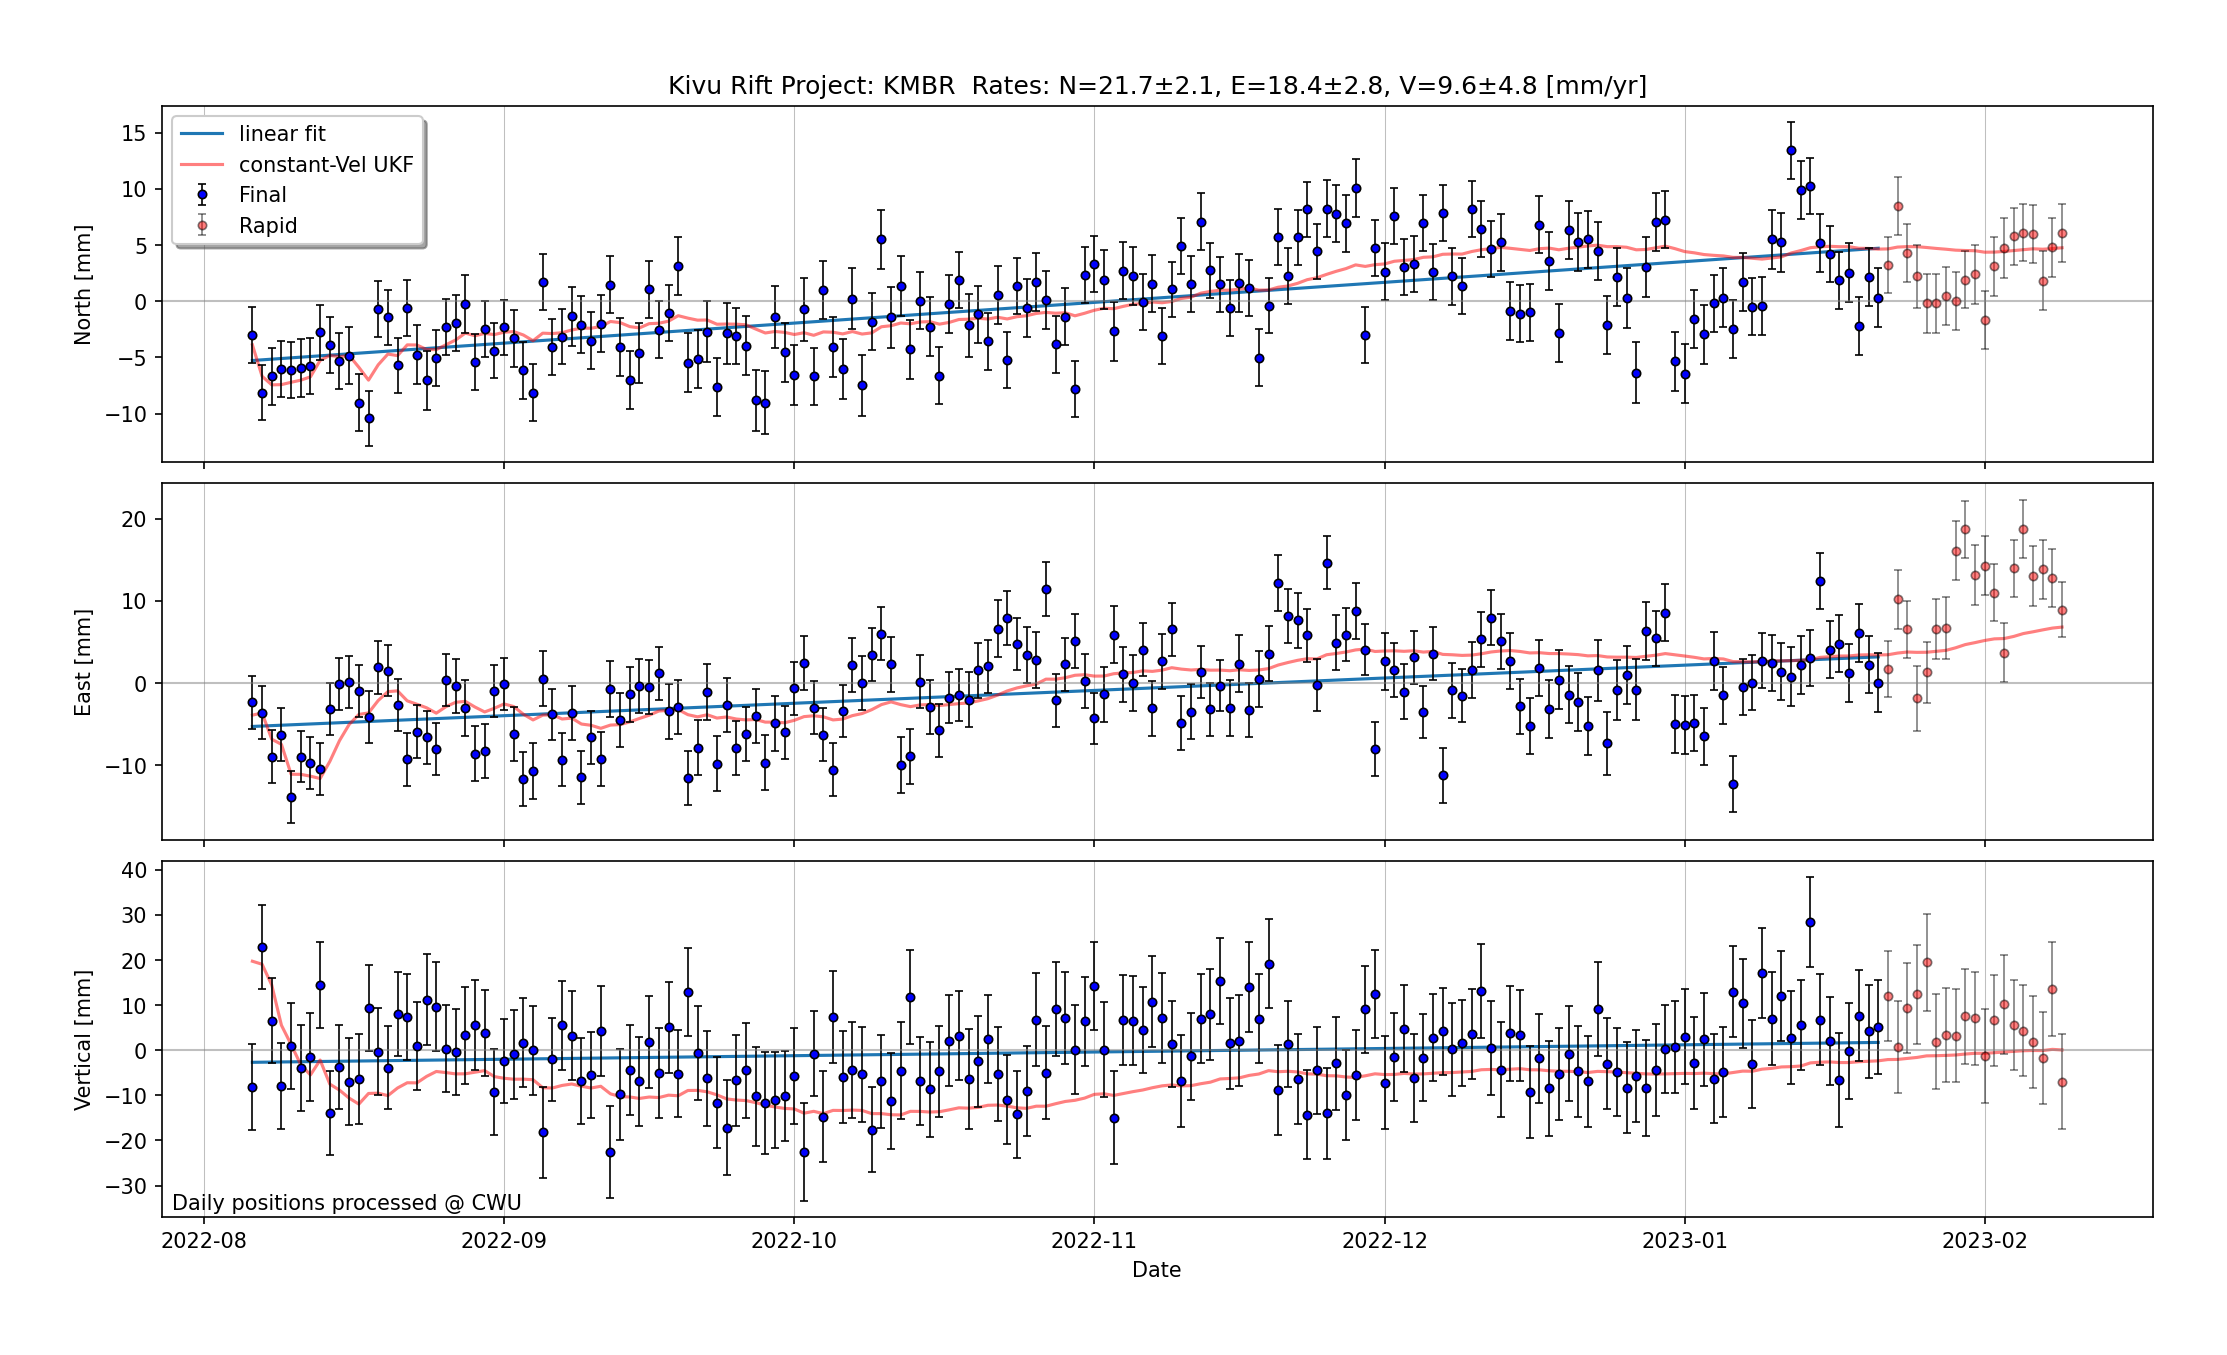 Kivu Rift Project: KMBR  Rates: N=21.7±2.1, E=18.4±2.8, V=9.6±4.8 [mm/yr]
linear fit
constant-Vel UKF
Final
Rapid
North [mm]
15
10
5
0
−5
−10
East [mm]
20
10
0
−10
Vertical [mm]
40
30
20
10
0
−10
−20
−30
Daily positions processed @ CWU
2022-08 2022-09 2022-10 2022-11 2022-12 2023-01 2023-02
Date